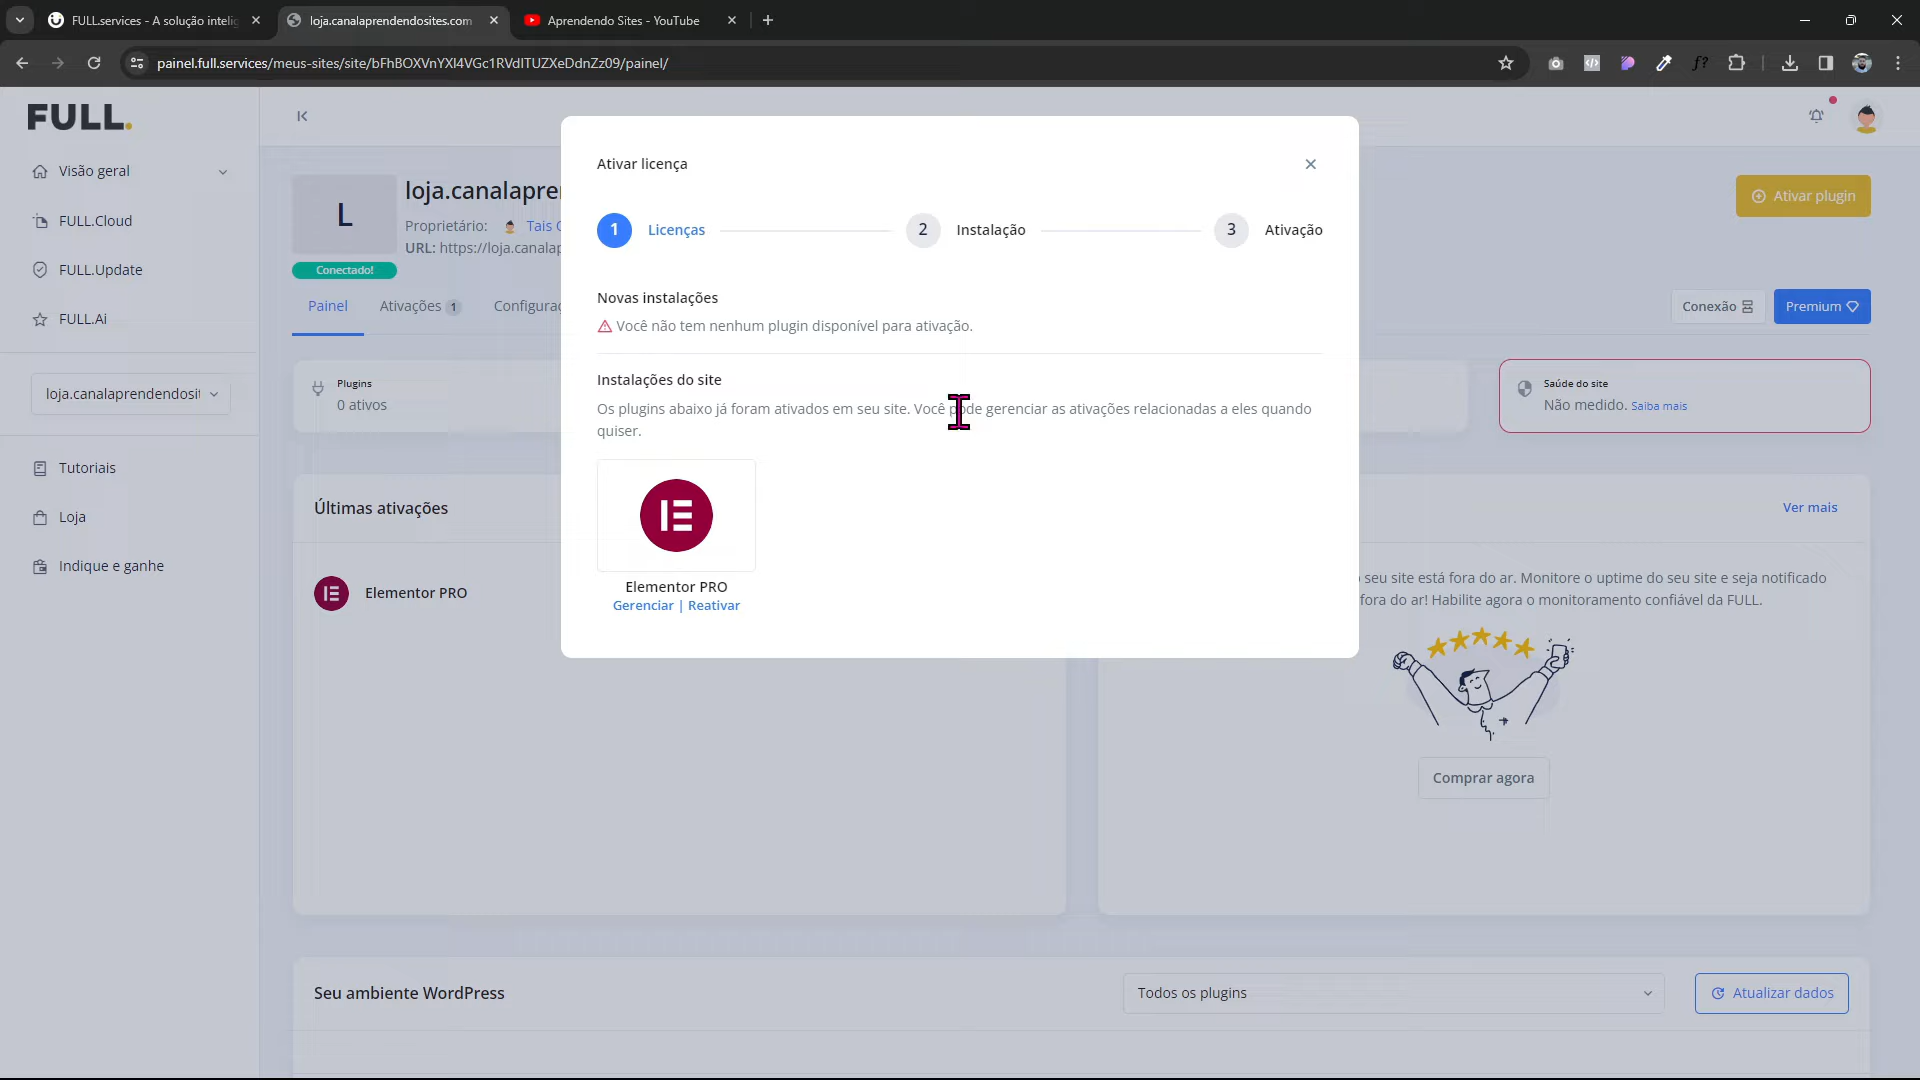 FULL.services - A solução intelig
loja.canalaprendendosites.com
Aprendendo Sites - YouTube
painel.full.services/meus-sites/site/bFhBOXVnYXl4VGc1RVdITUZXeDdnZz09/painel/
FULL.
Visão geral
FULL.Cloud
FULL.Update
FULL.Ai
loja.canalaprendendosit
Tutoriais
Loja
Indique e ganhe
L
Conectado!
loja.canalapre
Proprietário: Tais
URL: https://loja.canalap
Ativar plugin
Painel
Ativações 1
Configuraç
Conexão
Premium
Plugins
0 ativos
Saúde do site
Não medido. Saiba mais
Últimas ativações
Elementor PRO
Ver mais
seu site está fora do ar. Monitore o uptime do seu site e seja notificado
fora do ar! Habilite agora o monitoramento confiável da FULL.
Comprar agora
Seu ambiente WordPress
Todos os plugins
Atualizar dados
Ativar licença
1 Licenças
2 Instalação
3 Ativação
Novas instalações
Você não tem nenhum plugin disponível para ativação.
Instalações do site
Os plugins abaixo já foram ativados em seu site. Você pode gerenciar as ativações relacionadas a eles quando
quiser.
Elementor PRO
Gerenciar | Reativar